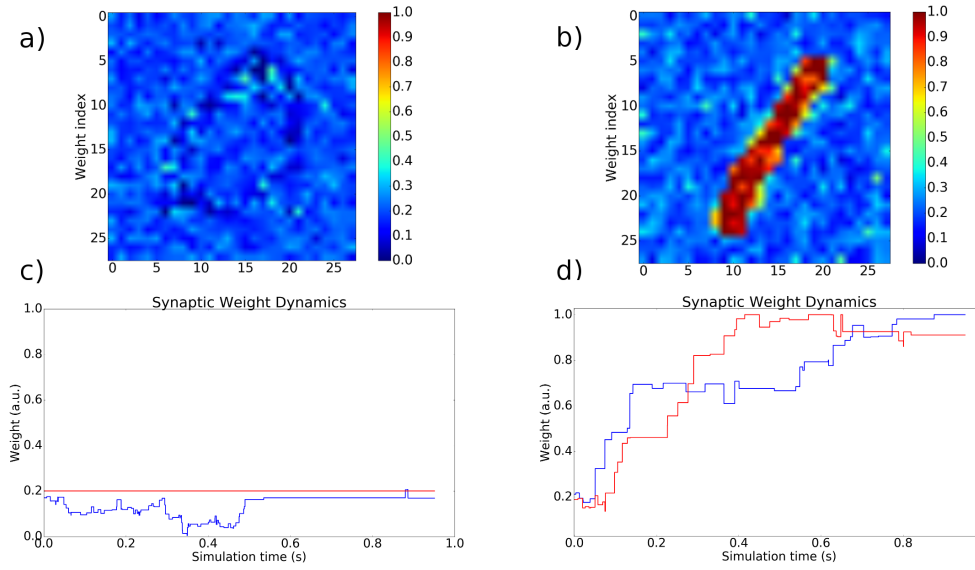 a)
0
5
10
15
20
25
Weight index
0 5 10 15 20 25
1.0
0.9
0.8
0.7
0.6
0.5
0.4
0.3
0.2
0.1
0.0
b)
0
5
10
15
20
25
Weight index
0 5 10 15 20 25
1.0
0.9
0.8
0.7
0.6
0.5
0.4
0.3
0.2
0.1
0.0
c)
Synaptic Weight Dynamics
1.0
0.8
0.6
0.4
0.2
0.0
Weight (a.u.)
0.0 0.2 0.4 0.6 0.8 1.0
Simulation time (s)
d)
Synaptic Weight Dynamics
1.0
0.8
0.6
0.4
0.2
Weight (a.u.)
0.0 0.2 0.4 0.6 0.8
Simulation time (s)